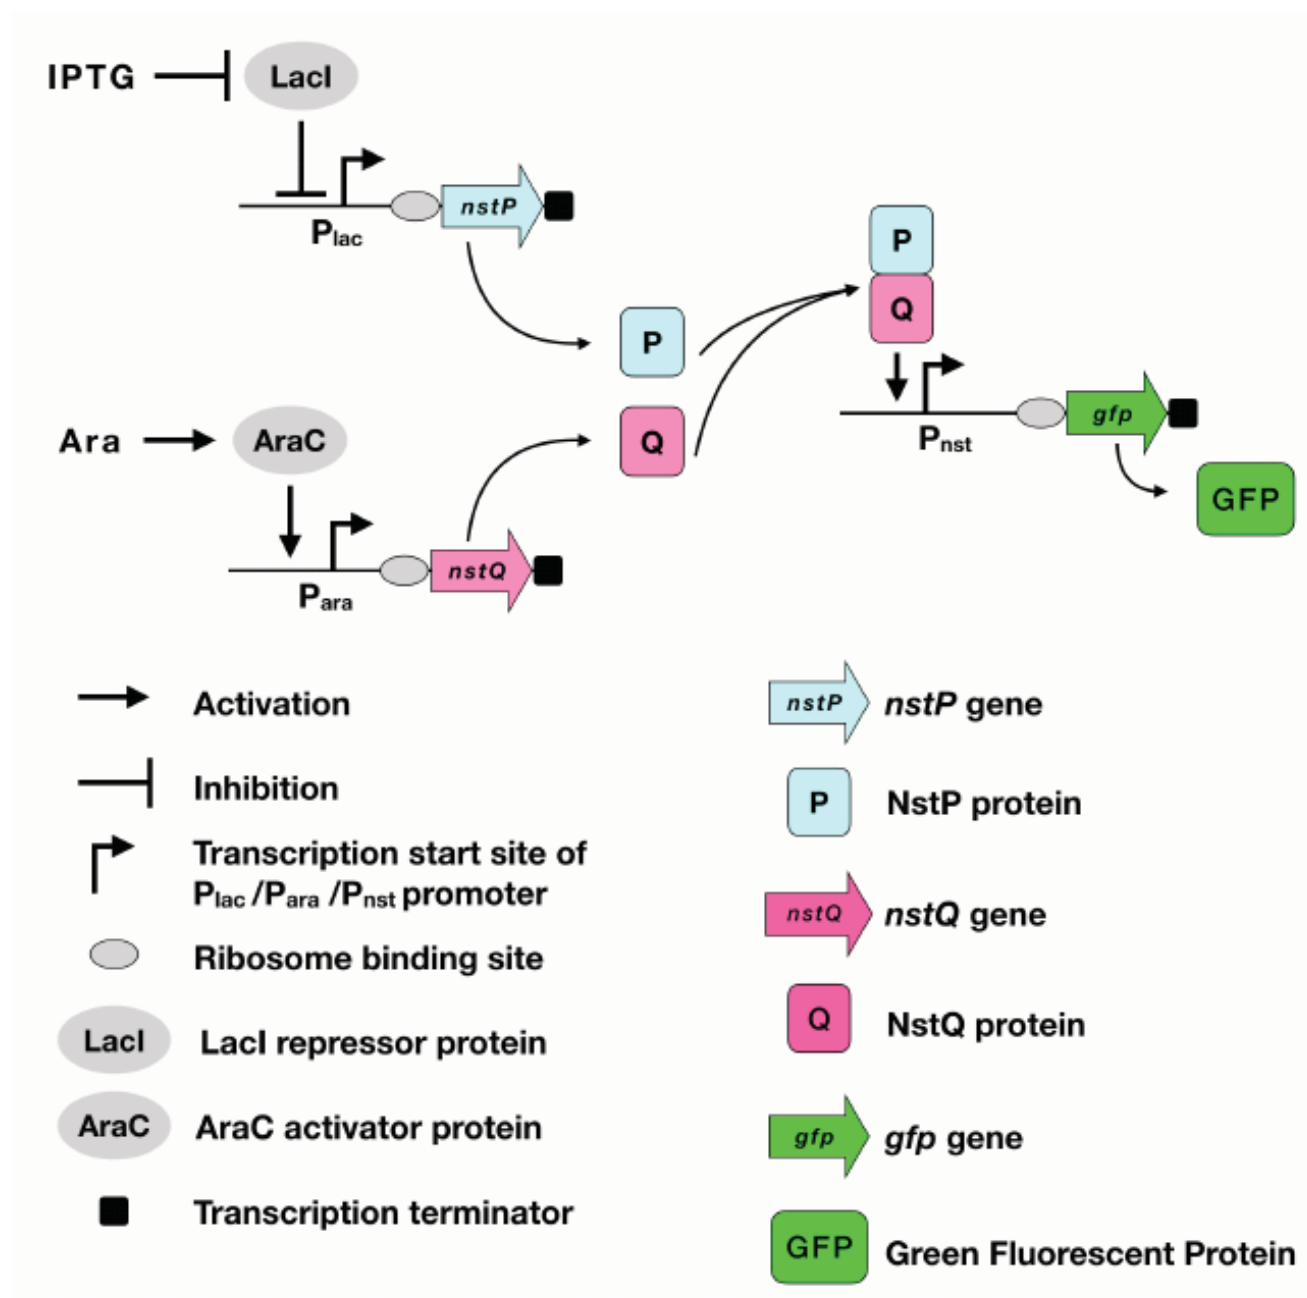 IPTG
LacI
nstP
Plac
P
Q
P
Q
gfp
Pnst
GFP
Ara
AraC
nstQ
Para
Activation
Inhibition
Transcription start site of
Plac /Para /Pnst promoter
Ribosome binding site
LacI LacI repressor protein
AraC AraC activator protein
Transcription terminator
nstP nstP gene
P NstP protein
nstQ nstQ gene
Q NstQ protein
gfp gfp gene
GFP Green Fluorescent Protein